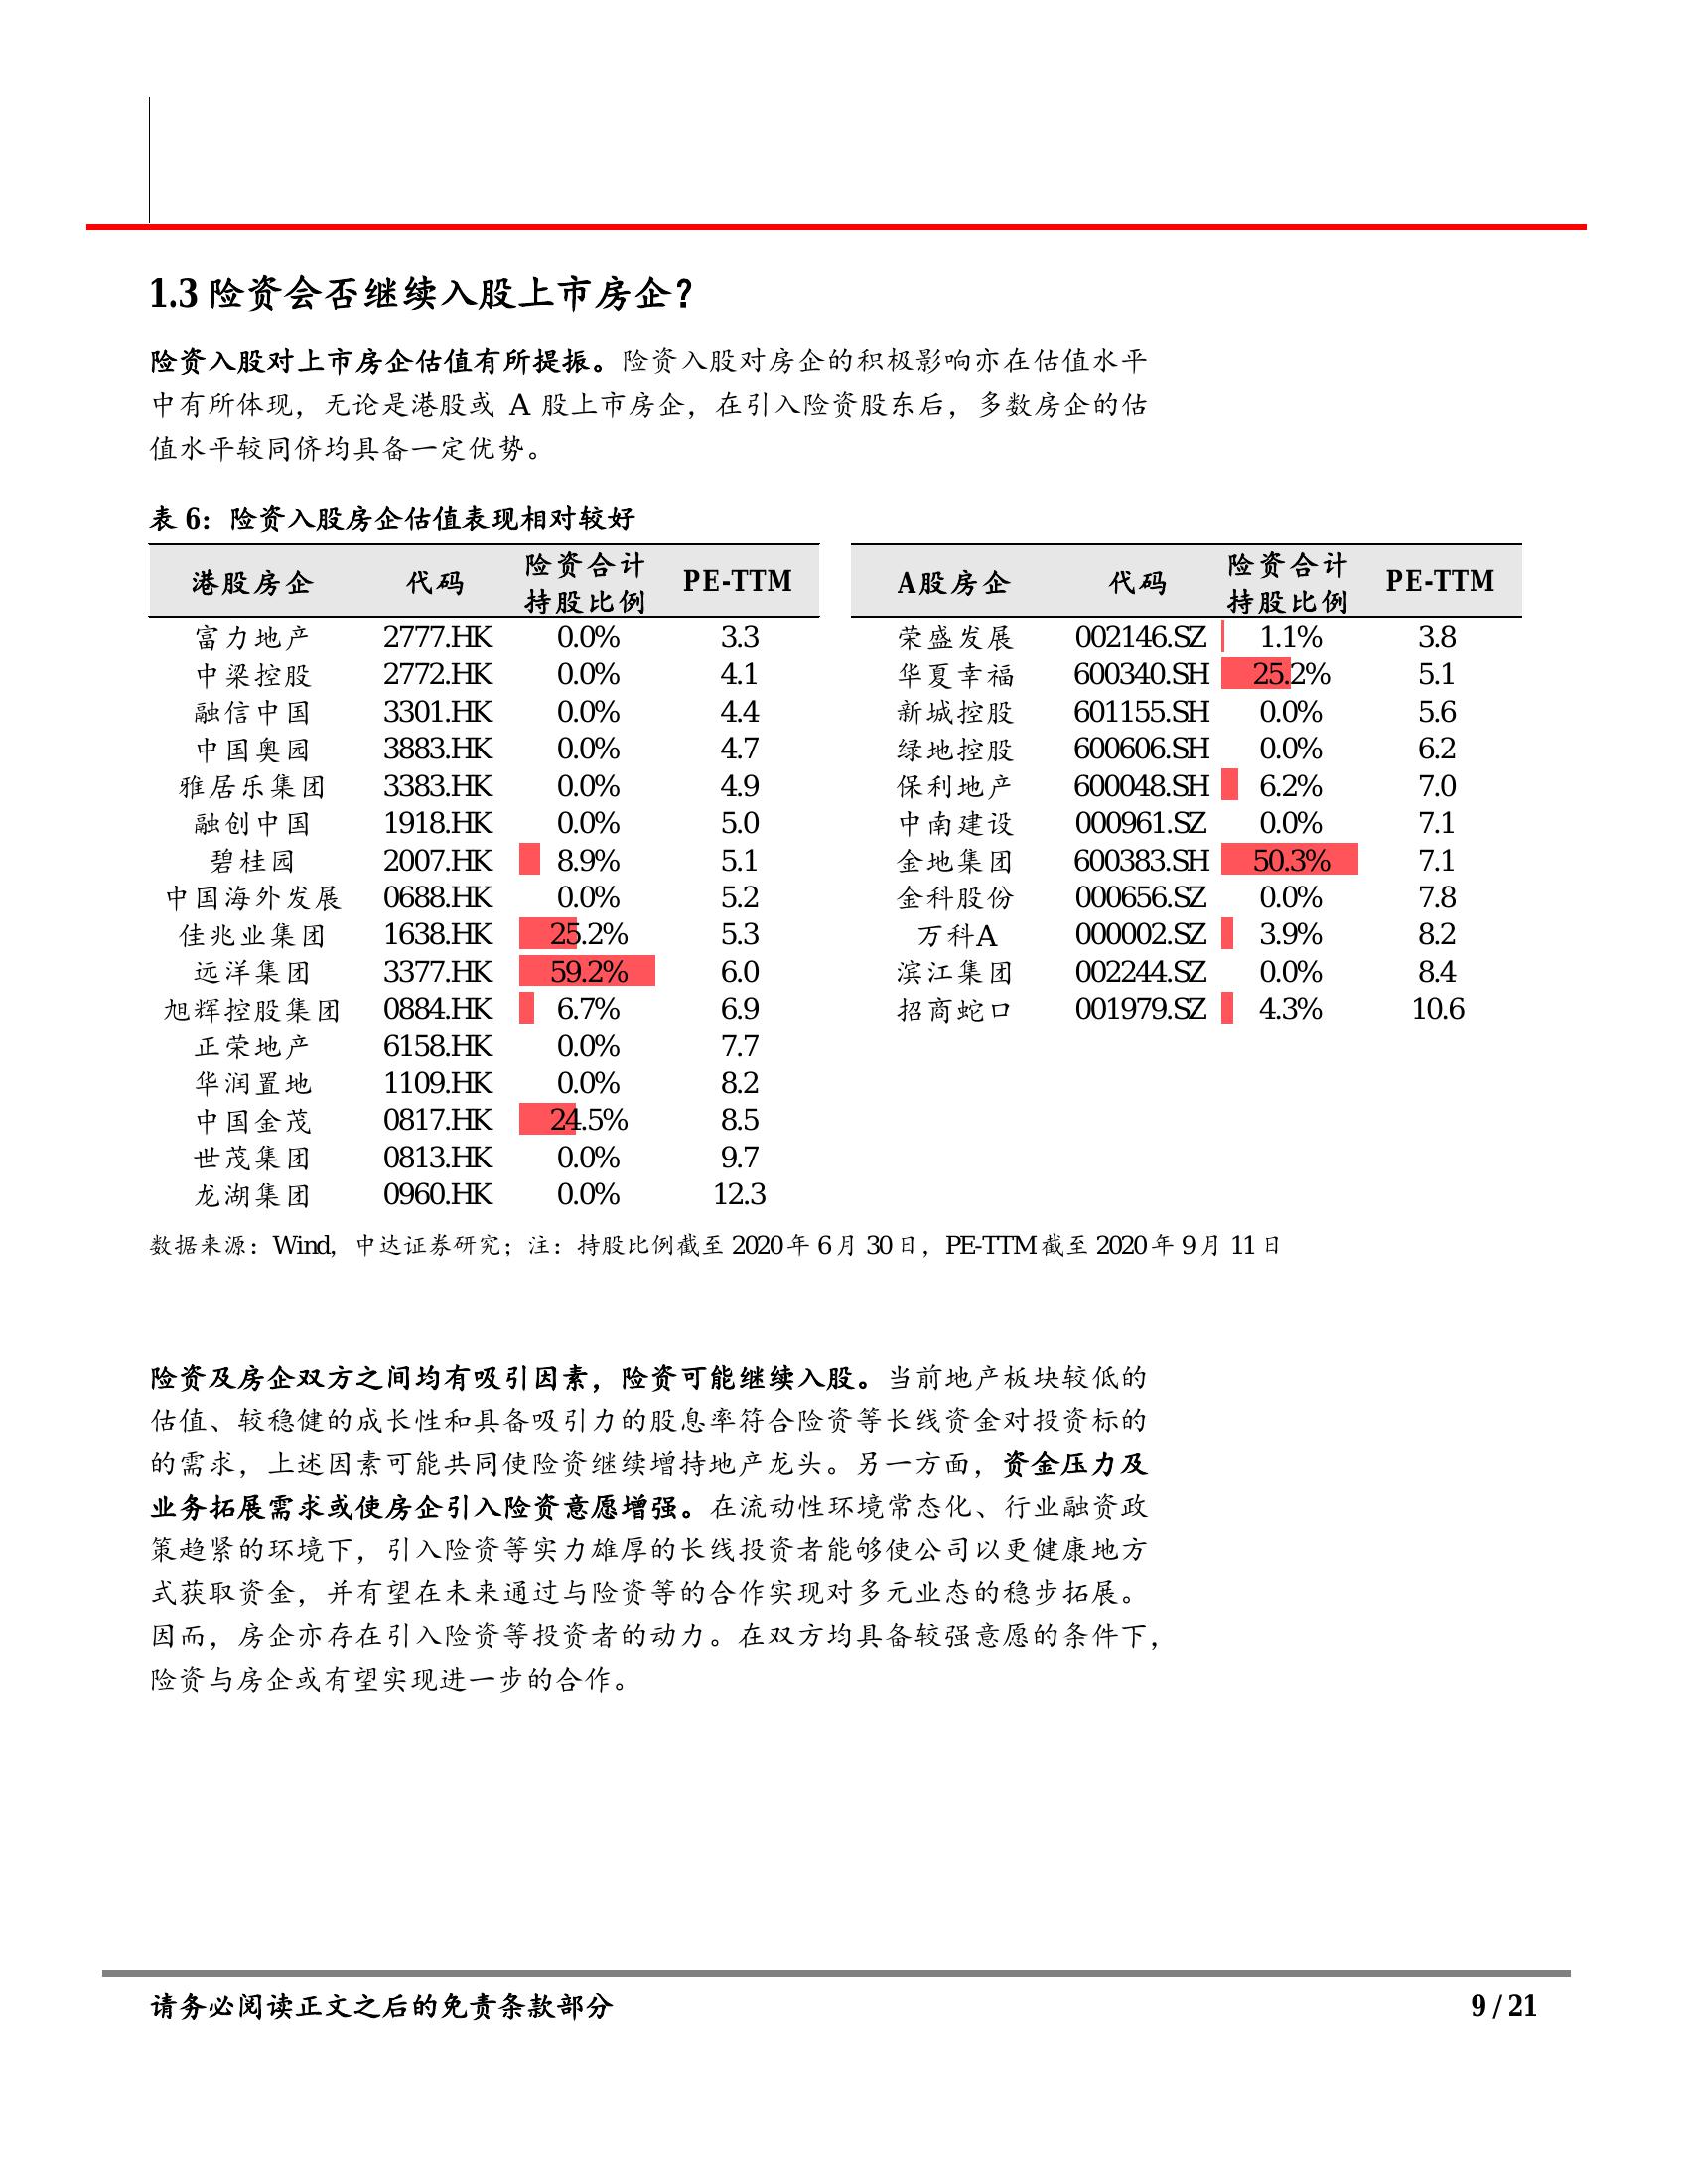 1.3 险资会否继续入股上市房企？
险资入股对上市房企估值有所提振。险资入股对房企的积极影响亦在估值水平
中有所体现，无论是港股或 A 股上市房企，在引入险资股东后，多数房企的估
值水平较同侪均具备一定优势。
表 6：险资入股房企估值表现相对较好
港股房企 代码 险资合计持股比例 PE-TTM
富力地产 2777.HK 0.0% 3.3
中梁控股 2772.HK 0.0% 4.1
融信中国 3301.HK 0.0% 4.4
中国奥园 3883.HK 0.0% 4.7
雅居乐集团 3383.HK 0.0% 4.9
融创中国 1918.HK 0.0% 5.0
碧桂园 2007.HK 8.9% 5.1
中国海外发展 0688.HK 0.0% 5.2
佳兆业集团 1638.HK 25.2% 5.3
远洋集团 3377.HK 59.2% 6.0
旭辉控股集团 0884.HK 6.7% 6.9
正荣地产 6158.HK 0.0% 7.7
华润置地 1109.HK 0.0% 8.2
中国金茂 0817.HK 24.5% 8.5
世茂集团 0813.HK 0.0% 9.7
龙湖集团 0960.HK 0.0% 12.3
A股房企 代码 险资合计持股比例 PE-TTM
荣盛发展 002146.SZ 1.1% 3.8
华夏幸福 600340.SH 25.2% 5.1
新城控股 601155.SH 0.0% 5.6
绿地控股 600606.SH 0.0% 6.2
保利地产 600048.SH 6.2% 7.0
中南建设 000961.SZ 0.0% 7.1
金地集团 600383.SH 50.3% 7.1
金科股份 000656.SZ 0.0% 7.8
万科A 000002.SZ 3.9% 8.2
滨江集团 002244.SZ 0.0% 8.4
招商蛇口 001979.SZ 4.3% 10.6
数据来源：Wind，中达证券研究；注：持股比例截至 2020 年 6 月 30 日，PE-TTM 截至 2020 年 9 月 11 日
险资及房企双方之间均有吸引因素，险资可能继续入股。当前地产板块较低的
估值、较稳健的成长性和具备吸引力的股息率符合险资等长线资金对投资标的
的需求，上述因素可能共同使险资继续增持地产龙头。另一方面，资金压力及
业务拓展需求或使房企引入险资意愿增强。在流动性环境常态化、行业融资政
策趋紧的环境下，引入险资等实力雄厚的长线投资者能够使公司以更健康地方
式获取资金，并有望在未来通过与险资等的合作实现对多元业态的稳步拓展。
因而，房企亦存在引入险资等投资者的动力。在双方均具备较强意愿的条件下，
险资与房企或有望实现进一步的合作。
请务必阅读正文之后的免责条款部分
9 / 21